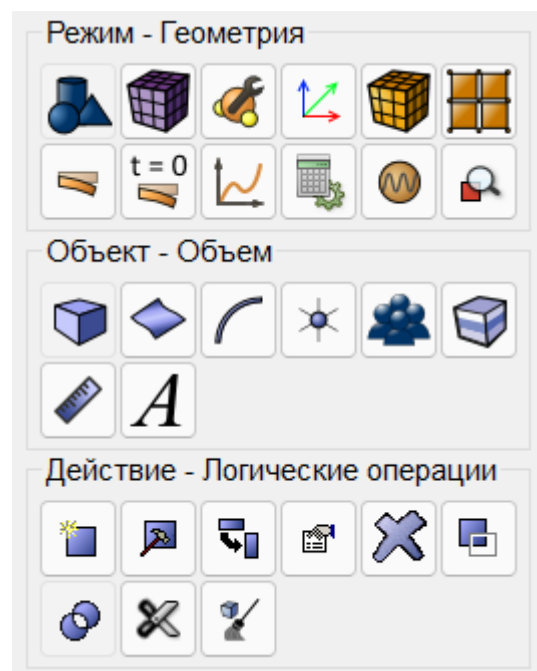 Режим - Геометрия
t = 0
Объект - Объем
A
Действие - Логические операции